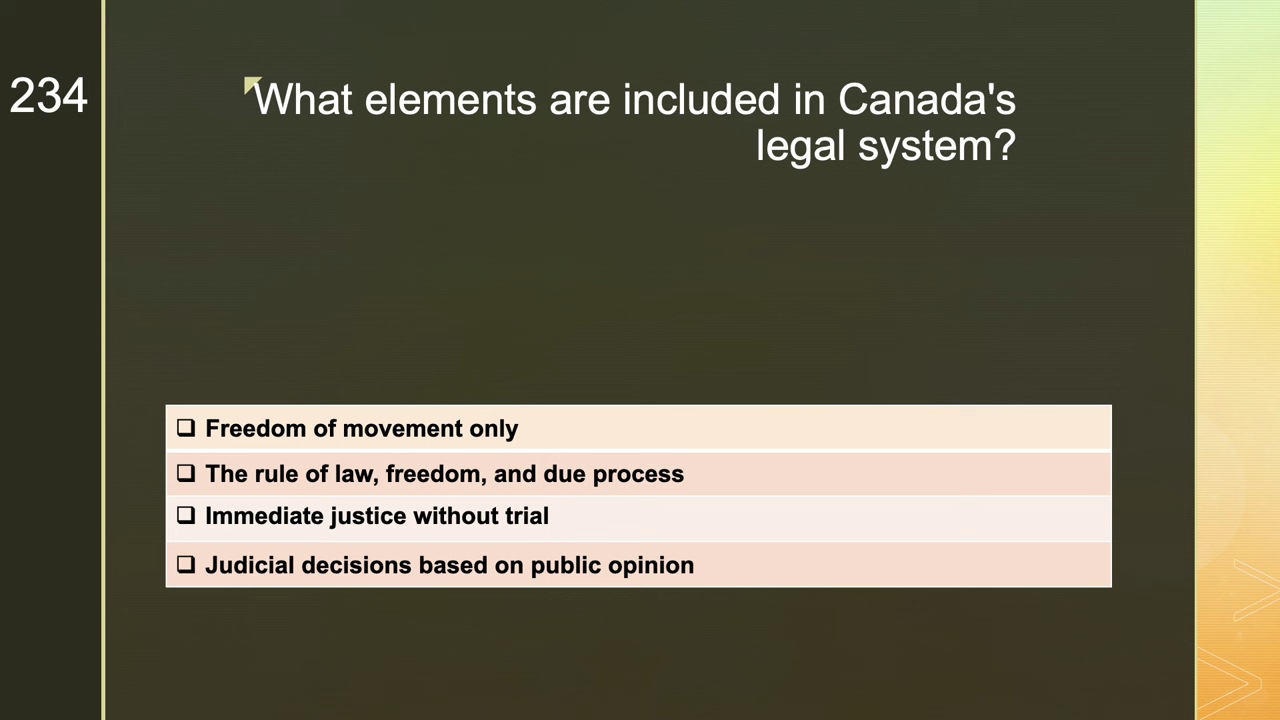 234
What elements are included in Canada's
legal system?
❑ Freedom of movement only
❑ The rule of law, freedom, and due process
❑ Immediate justice without trial
❑ Judicial decisions based on public opinion